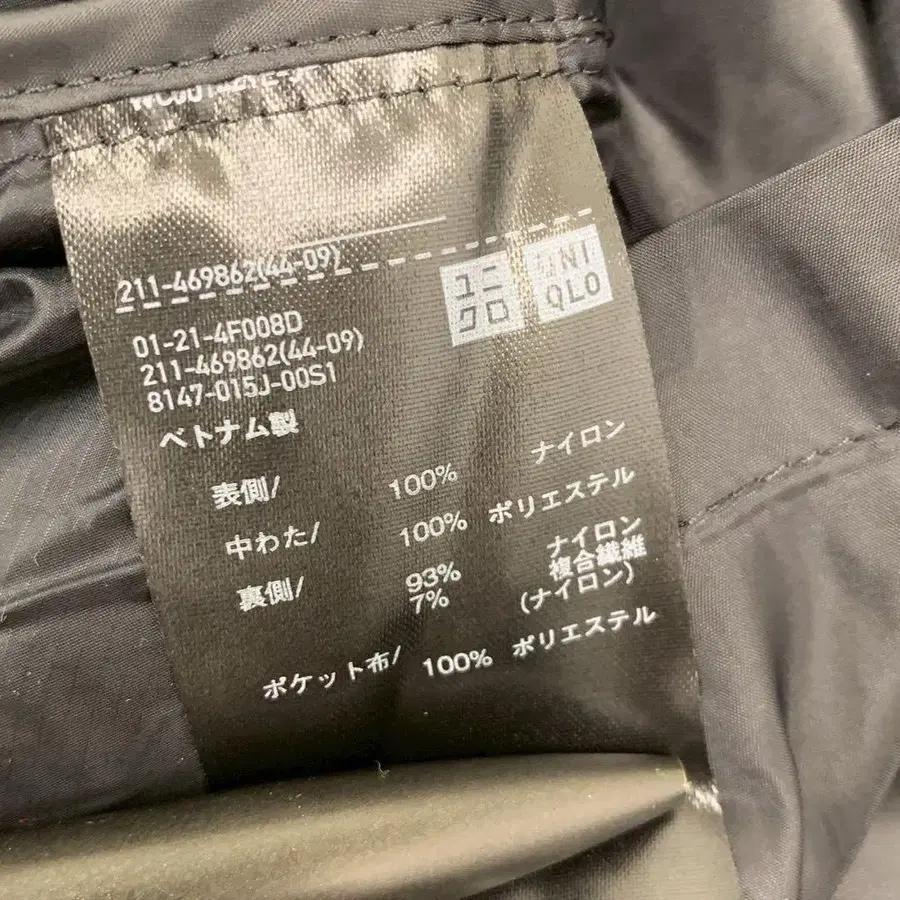 211-469862(44-09)
ユニクロ
UNIQLO
01-21-4F008D
211-469862(44-09)
8147-015J-00S1
ベトナム製
表側/ 100% ナイロン
中わた/ 100% ポリエステル
裏側/ 93% ナイロン
7% 複合繊維
(ナイロン)
ポケット布/ 100% ポリエステル